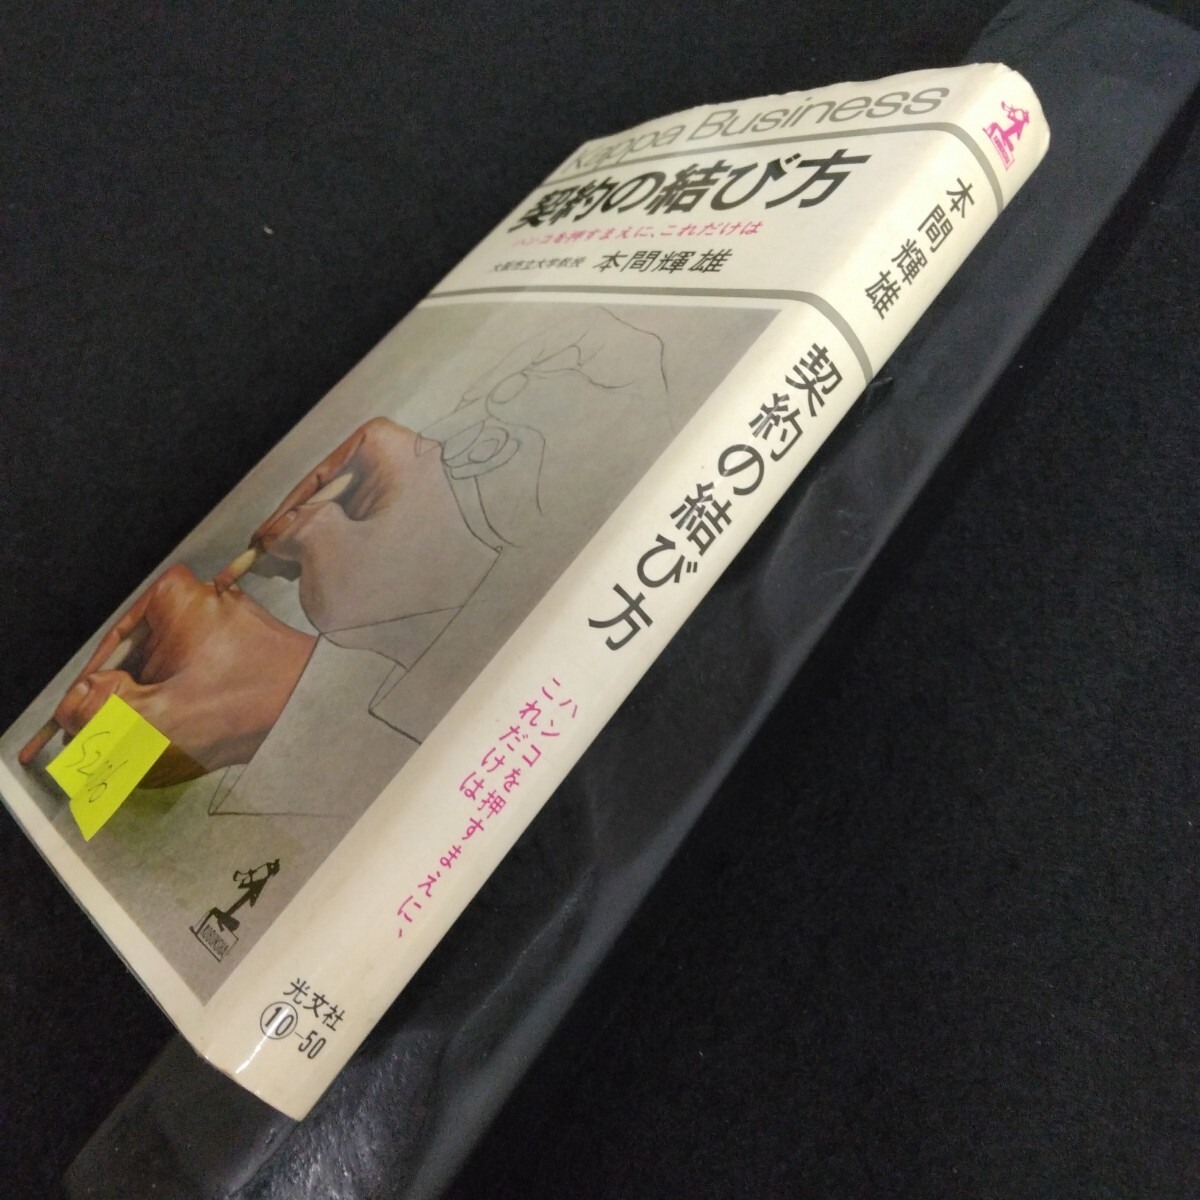 Kappa Business
契約の結び方
ハンコを押すまえに、これだけは
大阪市立大学教授 本間輝雄
KOBUNSHA
本間輝雄
契約の結び方
ハンコを押すまえに、
これだけは
光文社
⑩-50